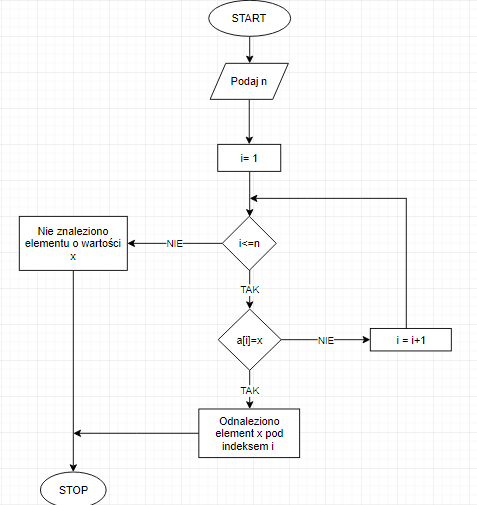 START
Podaj n
i= 1
Nie znaleziono
elementu o wartości
x
NIE
i<=n
TAK
a[i]=x
NIE
i = i+1
TAK
Odnaleziono
element x pod
indeksem i
STOP